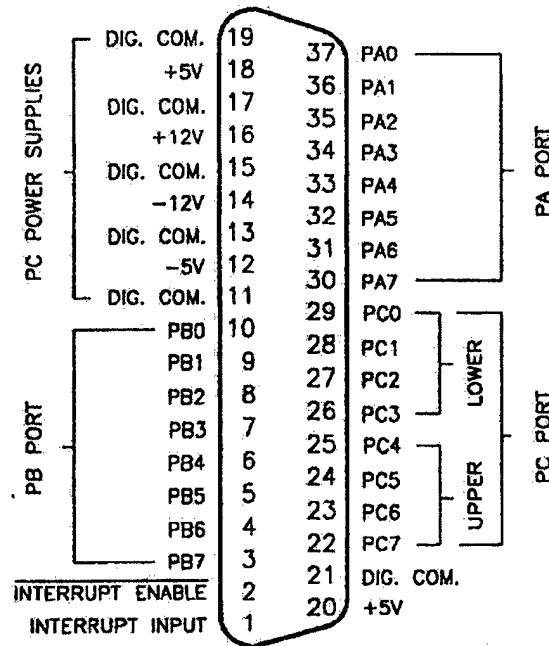 PC POWER SUPPLIES
DIG. COM. 19
+5V 18
DIG. COM. 17
+12V 16
DIG. COM. 15
-12V 14
DIG. COM. 13
-5V 12
DIG. COM. 11
PB PORT
PB0 10
PB1 9
PB2 8
PB3 7
PB4 6
PB5 5
PB6 4
PB7 3
INTERRUPT ENABLE 2
INTERRUPT INPUT 1
37 PA0
36 PA1
35 PA2
34 PA3
33 PA4
32 PA5
31 PA6
30 PA7
PA PORT
29 PC0
28 PC1
27 PC2
26 PC3
LOWER
25 PC4
24 PC5
23 PC6
22 PC7
UPPER
PC PORT
21 DIG. COM.
20 +5V